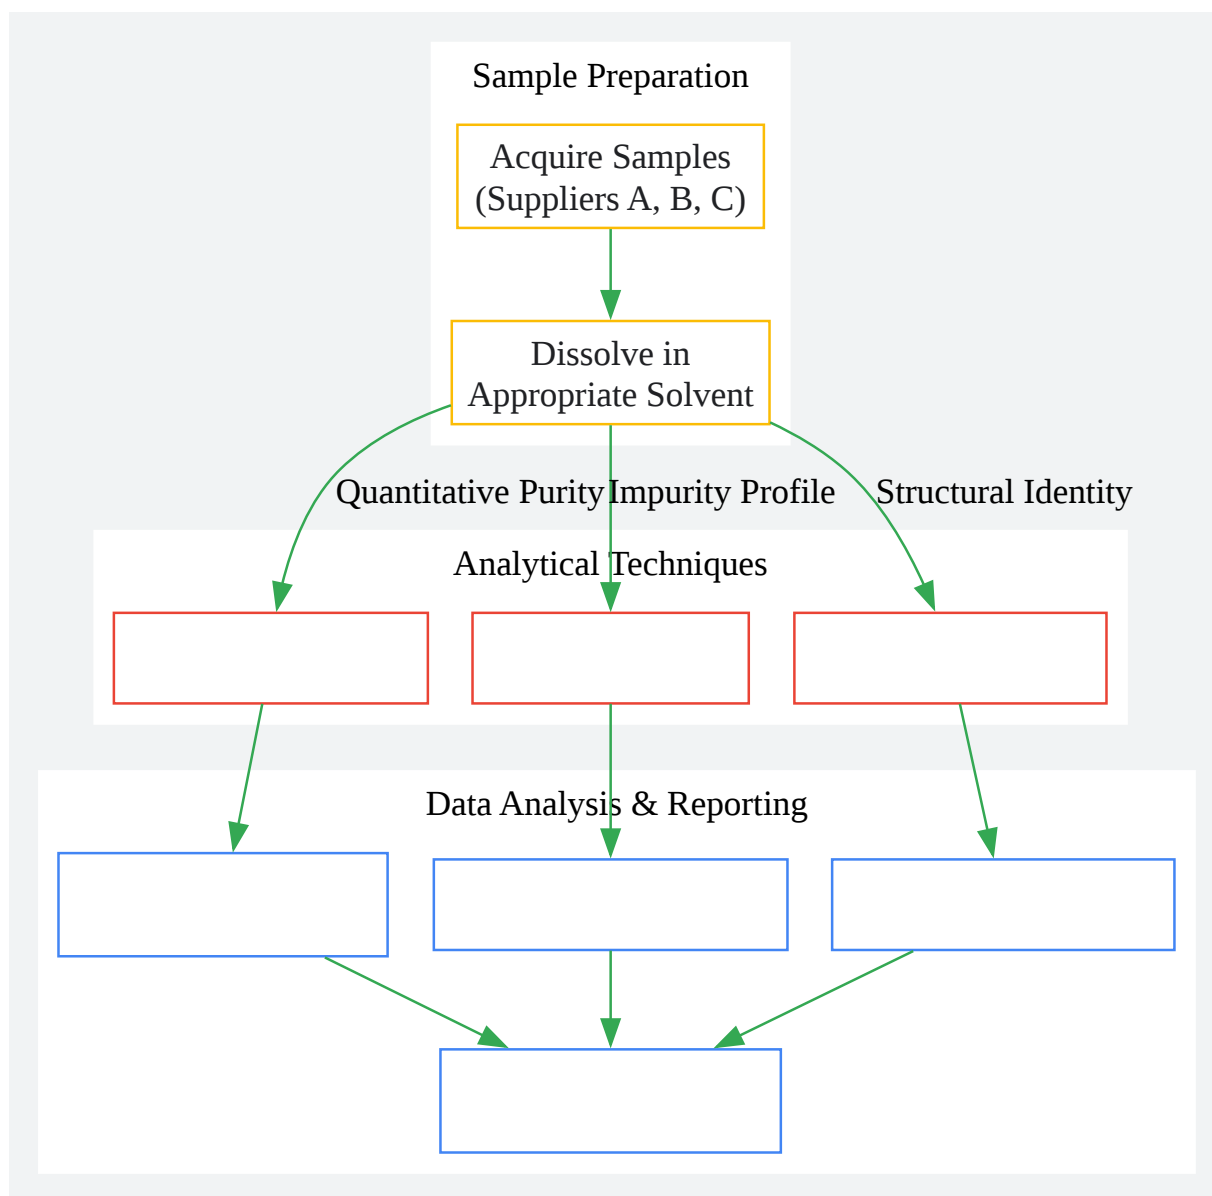 Sample Preparation
Acquire Samples
(Suppliers A, B, C)
Dissolve in
Appropriate Solvent
Quantitative Purity
Impurity Profile
Structural Identity
Analytical Techniques
Data Analysis & Reporting